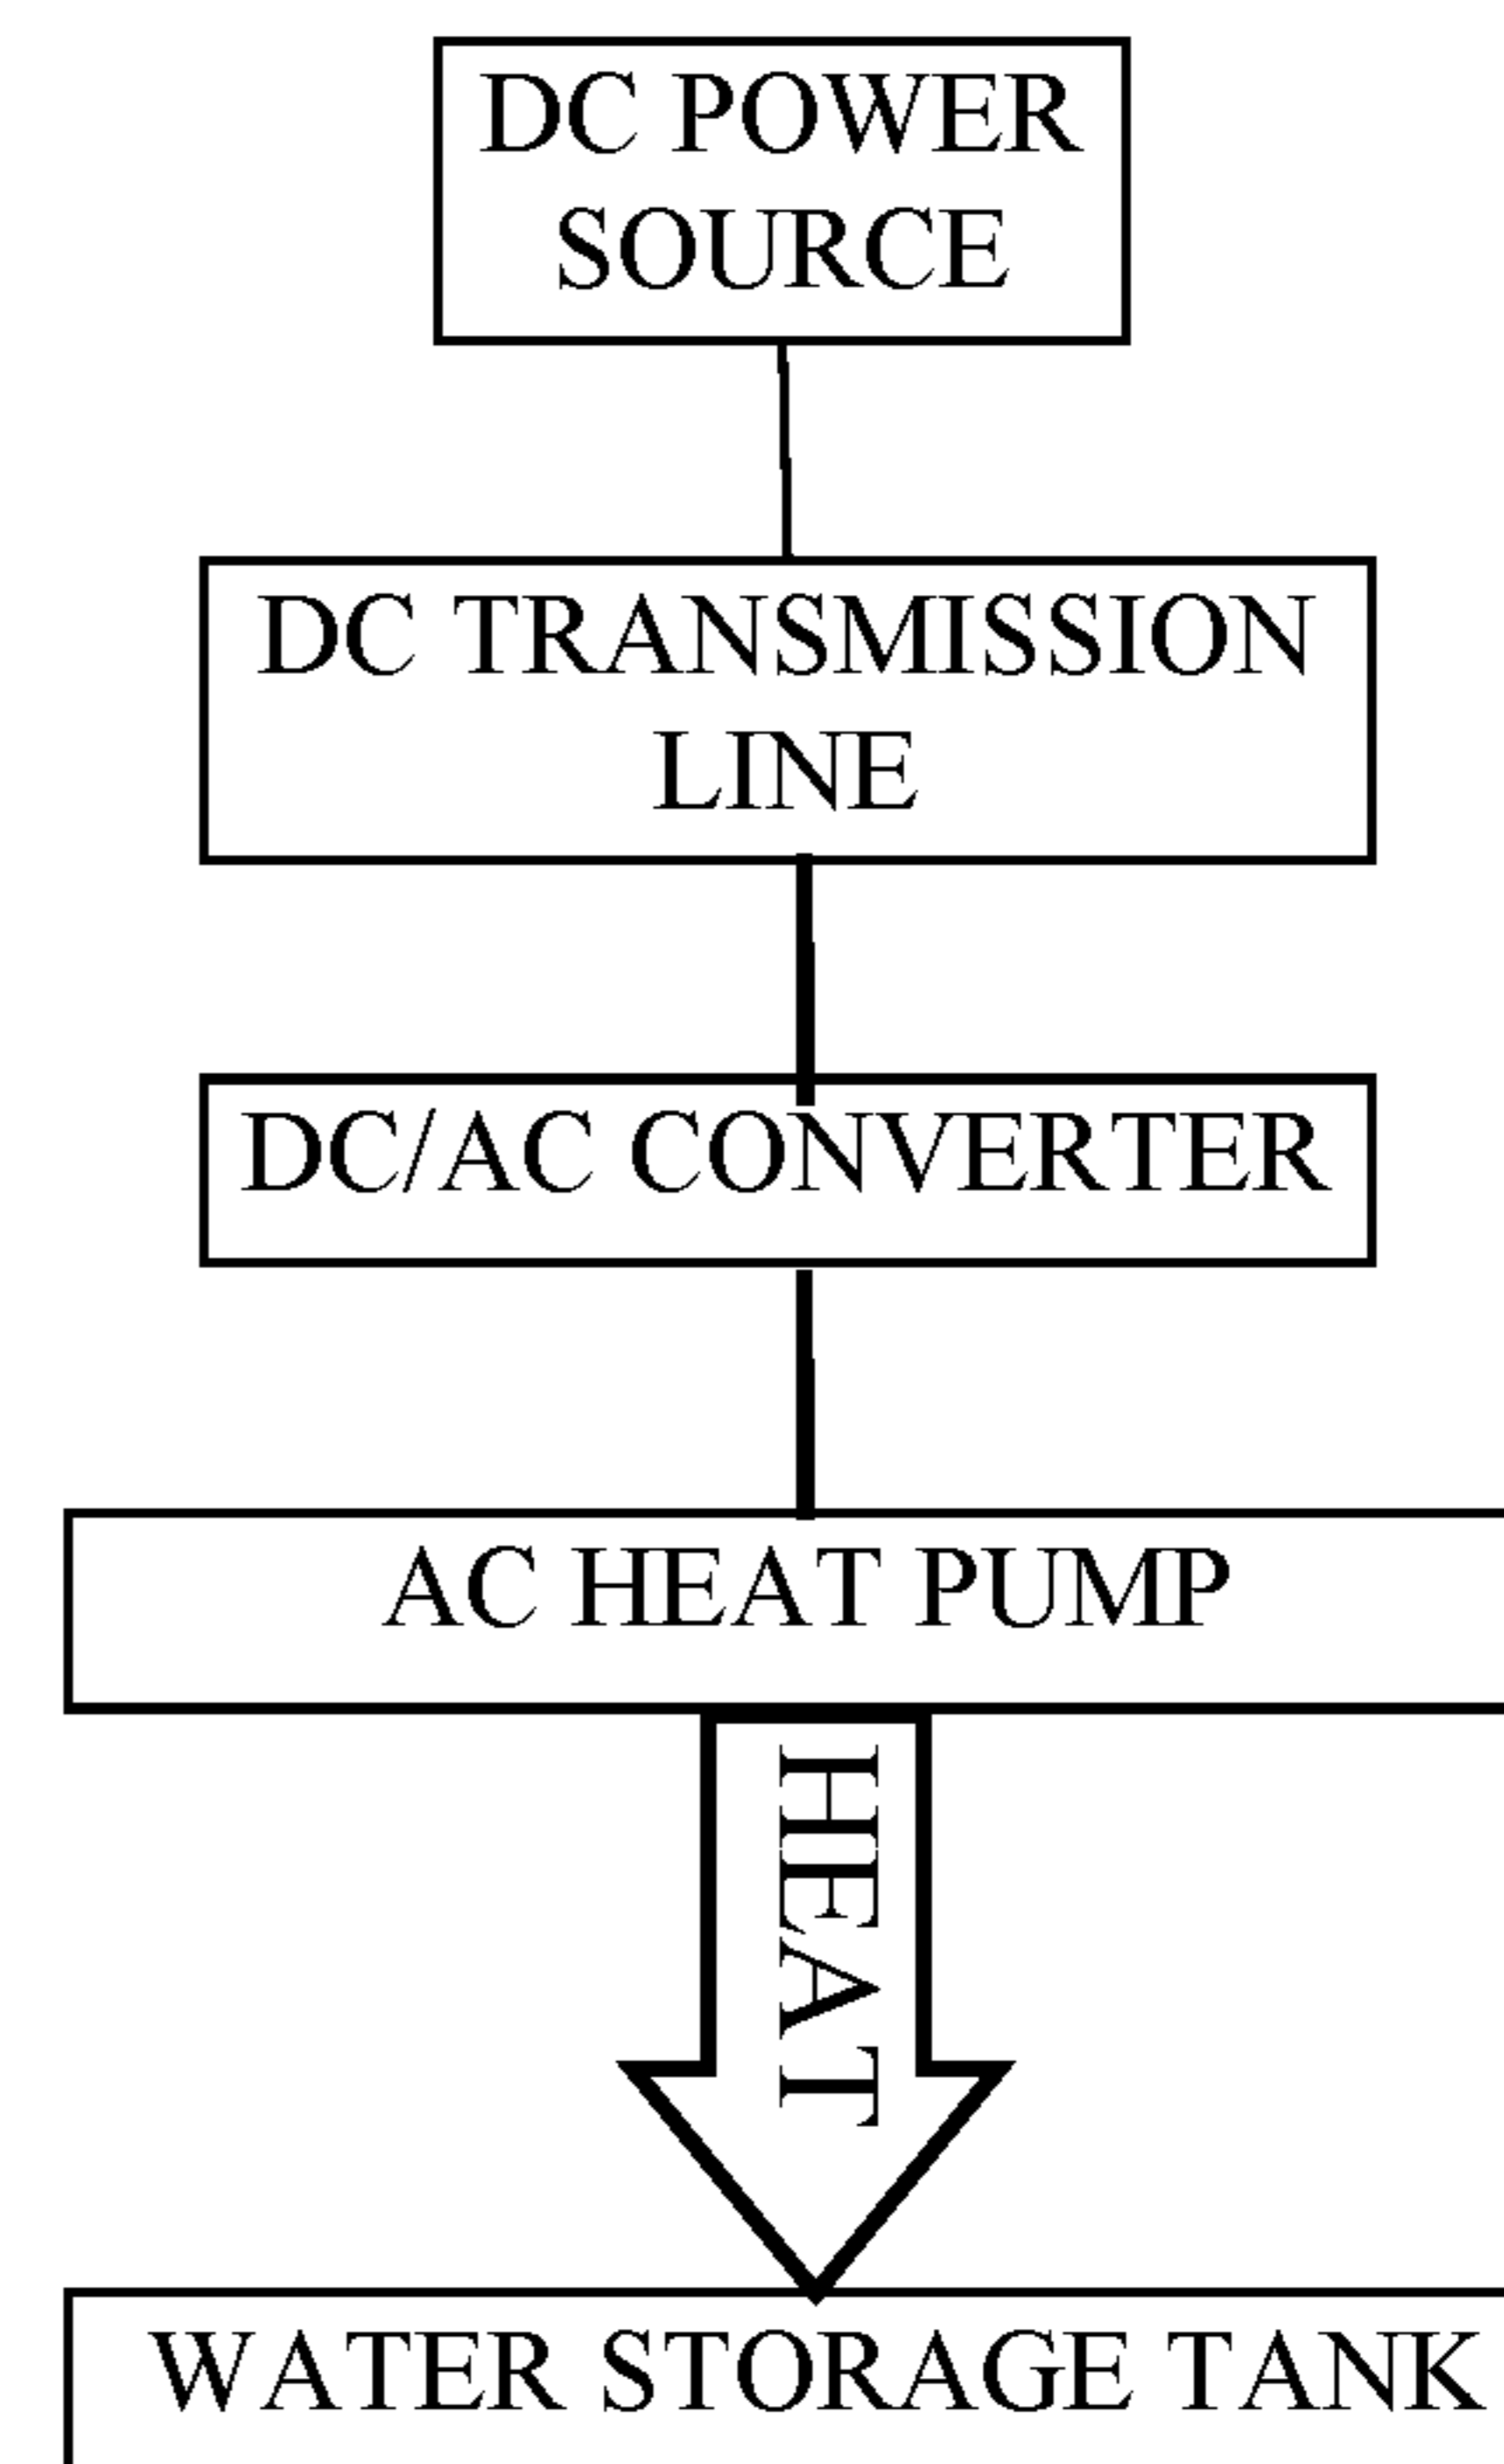 DC POWER
SOURCE
DC TRANSMISSION
LINE
DC/AC CONVERTER
AC HEAT PUMP
HEAT
WATER STORAGE TANK